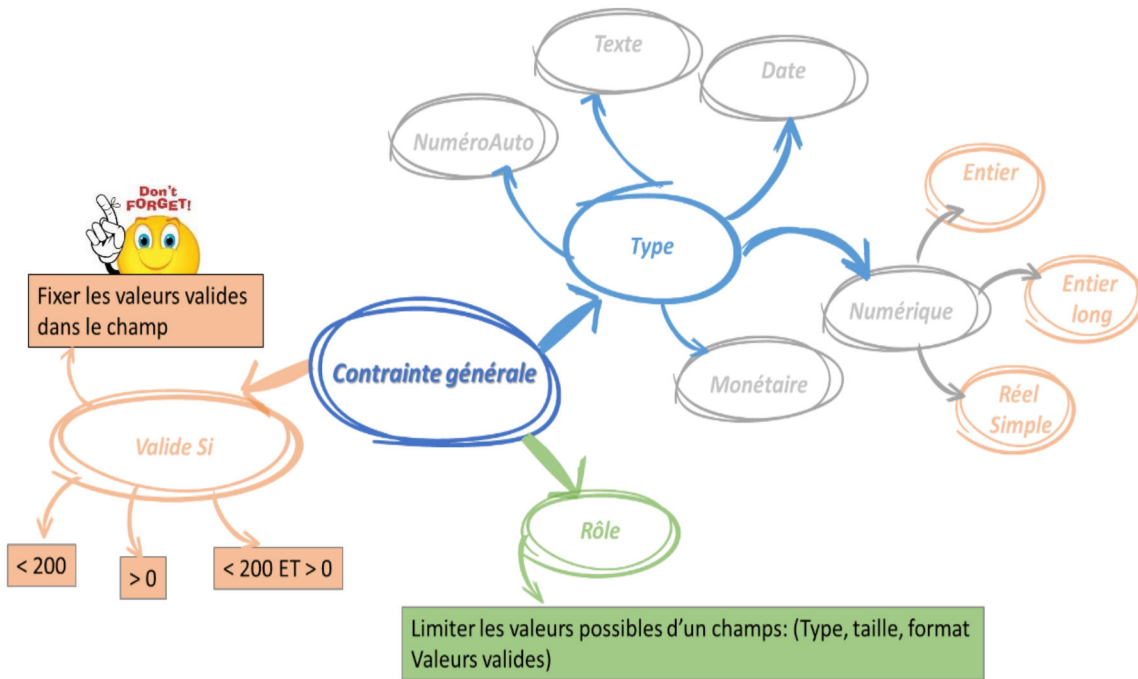 Texte
Date
NuméroAuto
Entier
Don't
FORGET!
Type
Fixer les valeurs valides
dans le champ
Numérique
Entier
long
Contrainte générale
Monétaire
Réel
Simple
Valide Si
Rôle
< 200
> 0
< 200 ET > 0
Limiter les valeurs possibles d'un champs: (Type, taille, format
Valeurs valides)